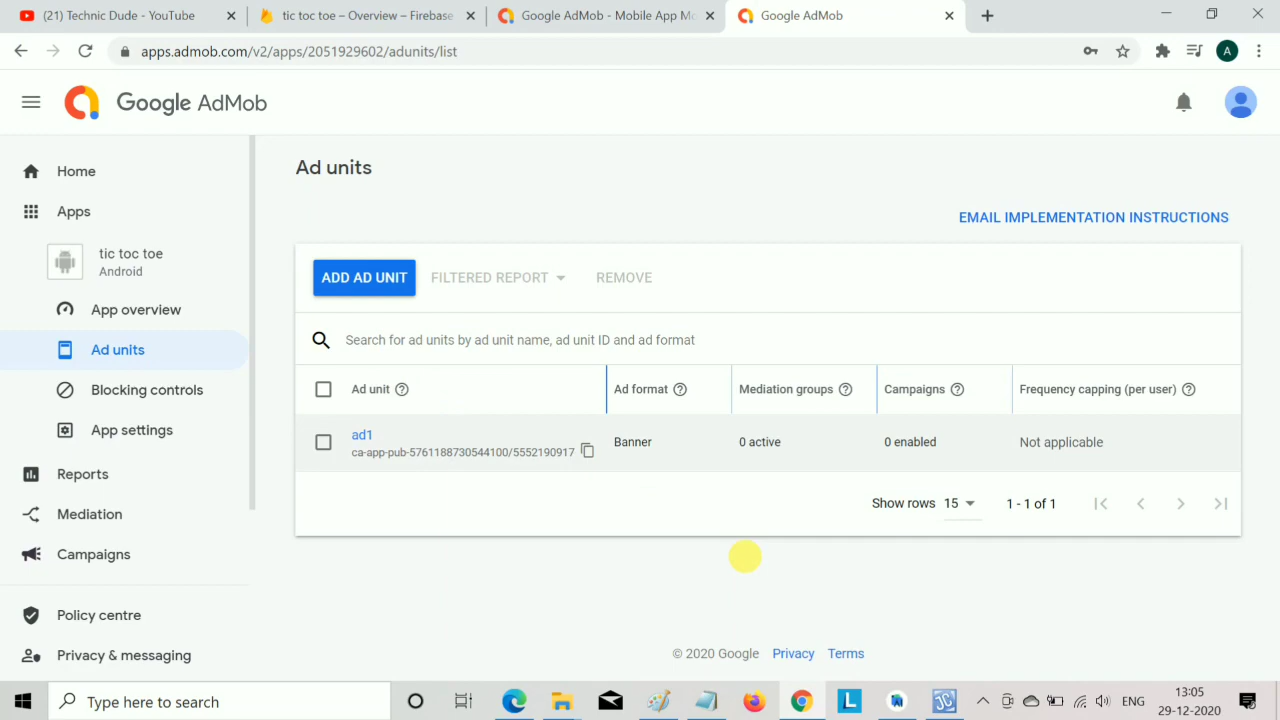 (21) Technic Dude - YouTube
tic toc toe – Overview – Firebase
Google AdMob - Mobile App Mo
Google AdMob
apps.admob.com/v2/apps/2051929602/adunits/list
A
Google AdMob
Home
Apps
tic toc toe
Android
App overview
Ad units
Blocking controls
App settings
Reports
Mediation
Campaigns
Policy centre
Privacy & messaging
Ad units
EMAIL IMPLEMENTATION INSTRUCTIONS
ADD AD UNIT
FILTERED REPORT
REMOVE
Search for ad units by ad unit name, ad unit ID and ad format
Ad unit
Ad format
Mediation groups
Campaigns
Frequency capping (per user)
ad1
ca-app-pub-5761188730544100/5552190917
Banner
0 active
0 enabled
Not applicable
Show rows
15
1 - 1 of 1
© 2020 Google
Privacy
Terms
Type here to search
L
JC
ENG
13:05
29-12-2020